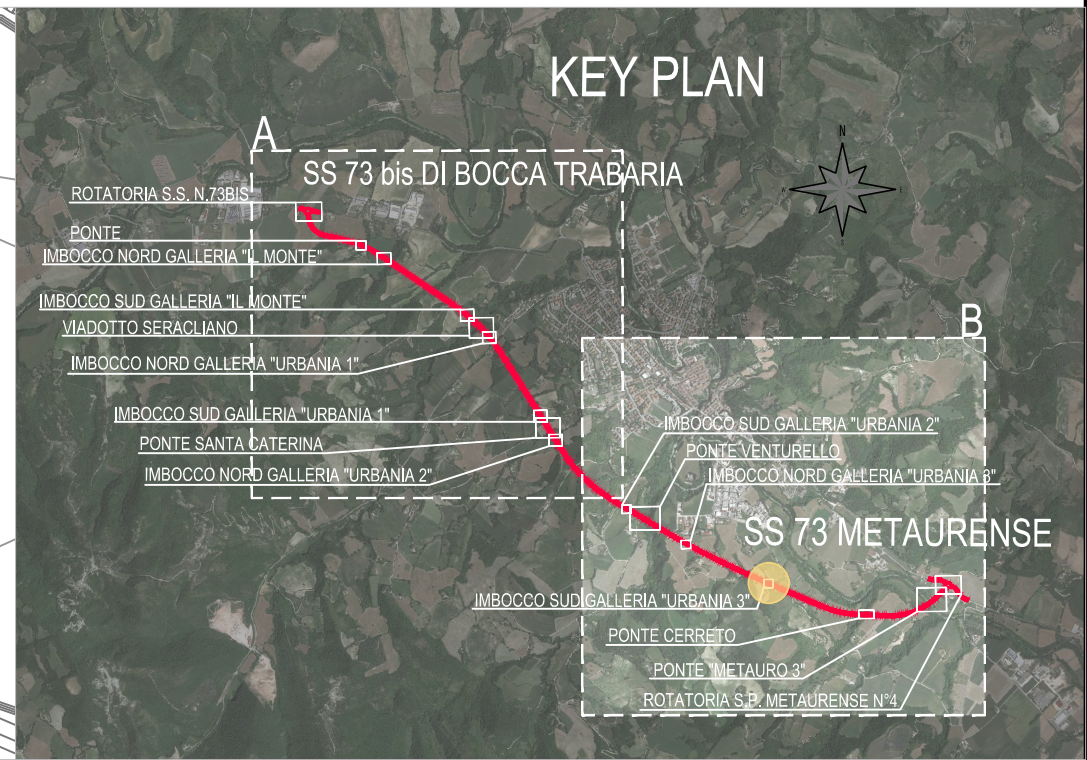 KEY PLAN
A
SS 73 bis DI BOCCA TRABARIA
N
W
E
S
ROTATORIA S.S. N.73BIS
PONTE
IMBOCCO NORD GALLERIA "IL MONTE"
IMBOCCO SUD GALLERIA "IL MONTE"
VIADOTTO SERACLIANO
IMBOCCO NORD GALLERIA "URBANIA 1"
IMBOCCO SUD GALLERIA "URBANIA 1"
PONTE SANTA CATERINA
IMBOCCO NORD GALLERIA "URBANIA 2"
B
IMBOCCO SUD GALLERIA "URBANIA 2"
PONTE VENTURELLO
IMBOCCO NORD GALLERIA "URBANIA 3"
SS 73 METAURENSE
IMBOCCO SUD GALLERIA "URBANIA 3"
PONTE CERRETO
PONTE "METAURO 3"
ROTATORIA S.P. METAURENSE N°4